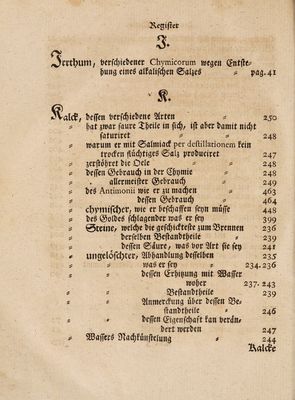 Register
I.
Irrthum, verschiedener Chymicorum wegen Entste-
hung eines alkalischen Salzes " pag. 41
K.
Kalck, dessen verschiedene Arten " 250
" hat zwar saure Theile in sich, ist aber damit nicht
saturiret " 248
" warum er mit Salmiack per destillationem kein
trocken flüchtiges Salz produciret 247
" zerstöhret die Oele " " 248
" dessen Gebrauch in der Chymie " 248
" " allermeister Gebrauch " 249
" des Antimonii wie er zu machen " 463
" " dessen Gebrauch " 464
" chymischer, wie er beschaffen seyn müsse 448
" des Goldes schlagender was er sey 399
" Steine, welche die geschickteste zum Brennen 236
" " derselben Bestandtheile " 239
" " dessen Säure, was vor Art sie sey 241
" ungelöschter, Abhandlung desselben 235
" " was er sey " 234. 236
" " dessen Erhitzung mit Wasser
woher 237. 243
" " Bestandtheile " 239
" " Anmerckung über dessen Be-
standtheile " 246
" " dessen Eigenschaft kan verän-
dert werden " 247
" Wassers Nachkünstelung " " 244
Kalcke